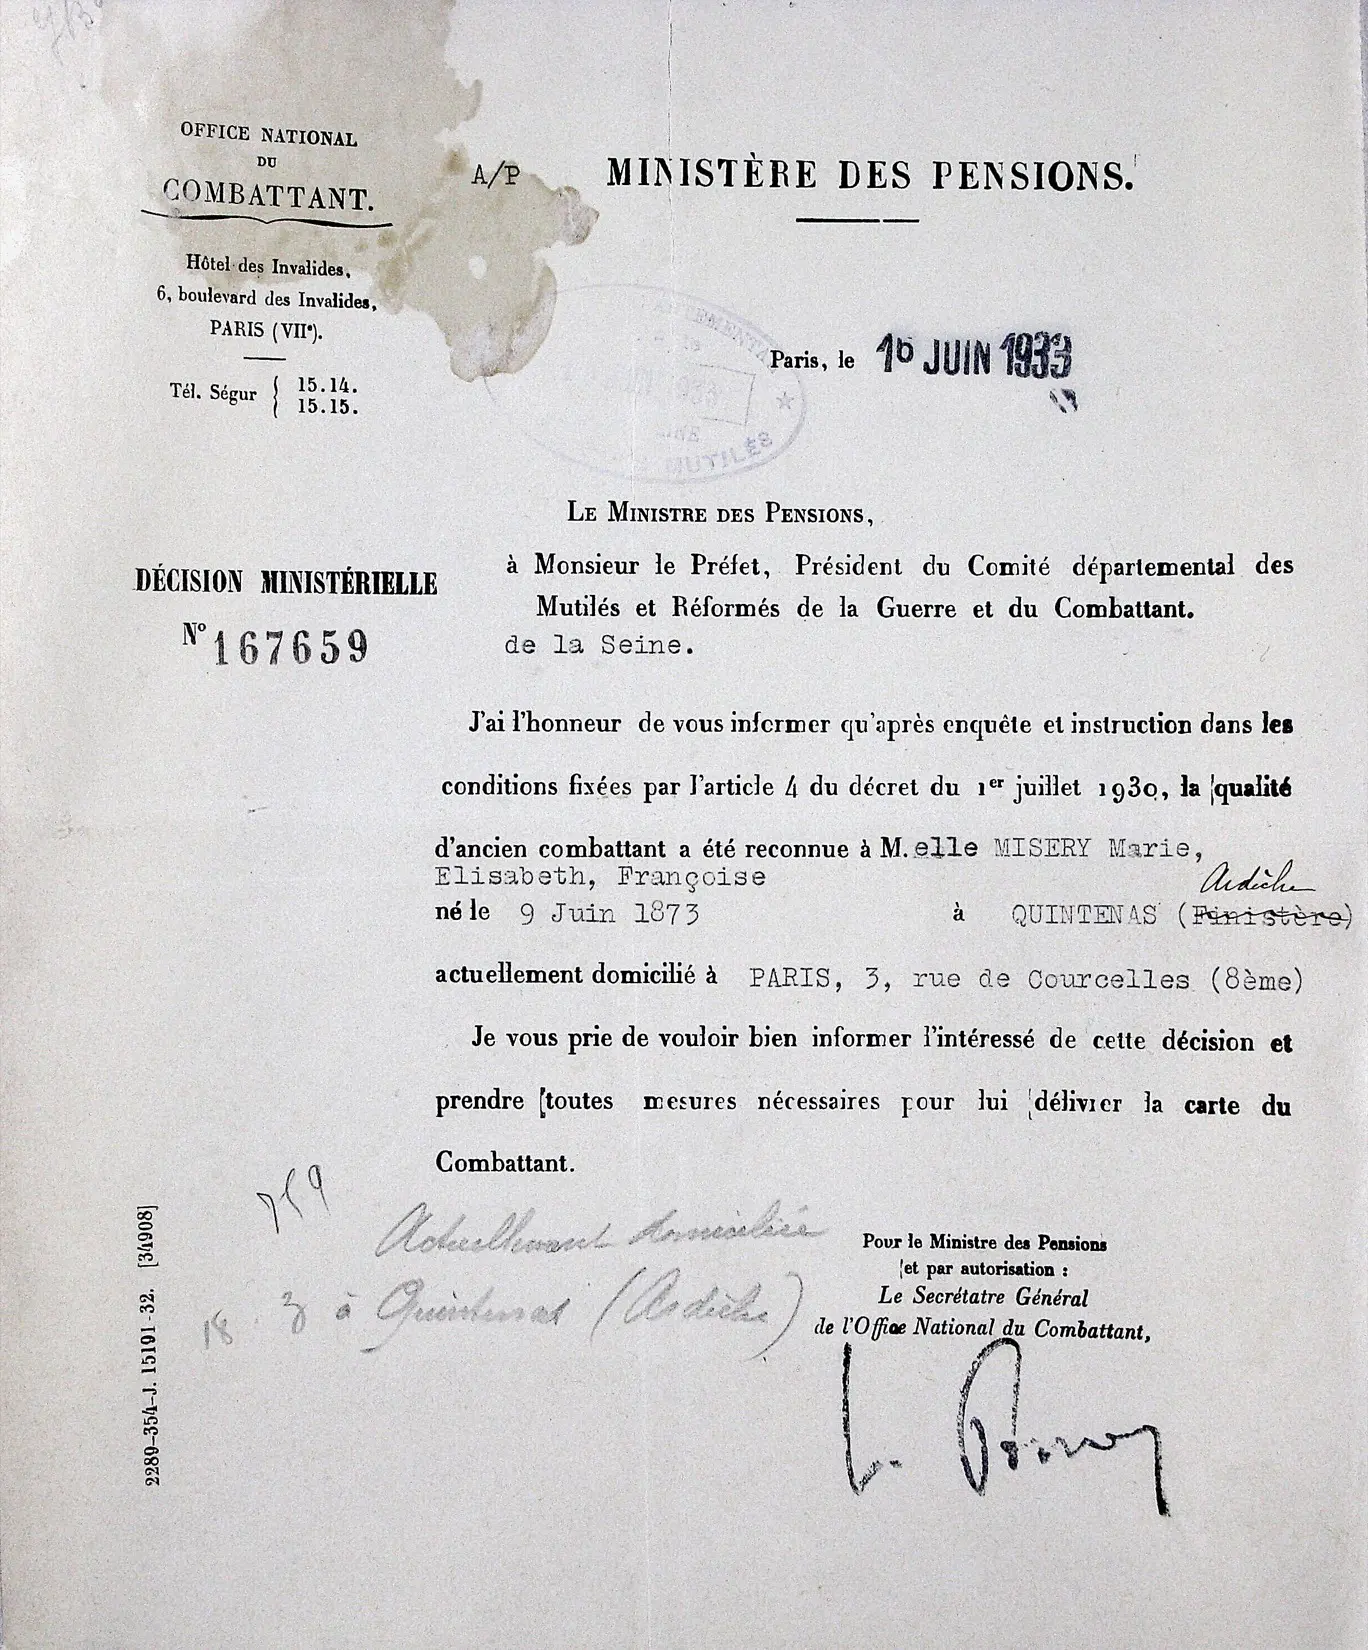 OFFICE NATIONAL
DU
COMBATTANT.
A/P
MINISTÈRE DES PENSIONS.
Hôtel des Invalides,
6, boulevard des Invalides,
PARIS (VIIe).
Tél. Ségur { 15.14.
15.15.
Paris, le 16 JUIN 1933
MUTILÉS
LE MINISTRE DES PENSIONS,
à Monsieur le Préfet, Président du Comité départemental des
Mutilés et Réformés de la Guerre et du Combattant.
de la Seine.
DÉCISION MINISTÉRIELLE
N° 167659
J'ai l'honneur de vous informer qu'après enquête et instruction dans les
conditions fixées par l'article 4 du décret du 1er juillet 1930, la qualité
d'ancien combattant a été reconnue à M.elle MISERY Marie,
Elisabeth, Françoise
Ardèche
né le 9 Juin 1873 à QUINTENAS (Finistère)
actuellement domicilié à PARIS, 3, rue de Courcelles (8ème)
Je vous prie de vouloir bien informer l'intéressé de cette décision et
prendre toutes mesures nécessaires pour lui délivrer la carte du
Combattant.
759
Actuellement domiciliée
18 3 à Quintenas (Ardèche)
Pour le Ministre des Pensions
et par autorisation :
Le Secrétatre Général
de l'Office National du Combattant,
2289-354-J. 15191-32. [34908]